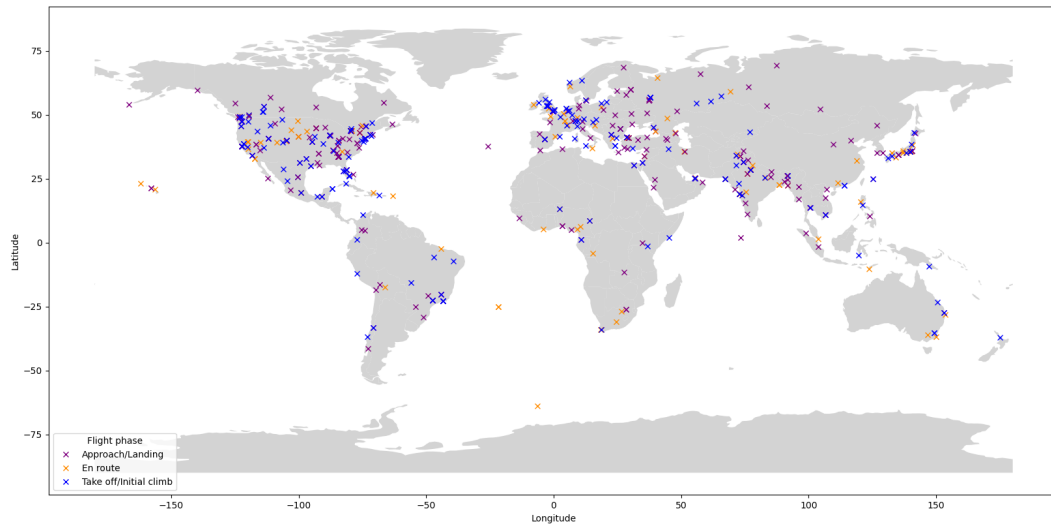 75
50
25
0
−25
−50
−75
Latitude
Flight phase
Approach/Landing
En route
Take off/Initial climb
−150
−100
−50
0
50
100
150
Longitude